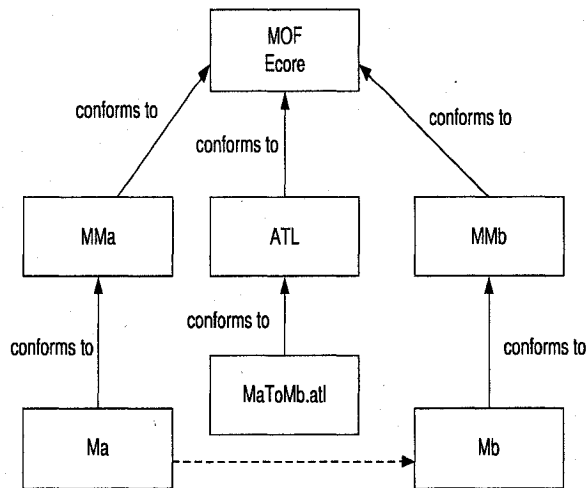 MOF
Ecore
conforms to
conforms to
conforms to
MMa
ATL
MMb
conforms to
conforms to
conforms to
MaToMb.atl
Ma
Mb